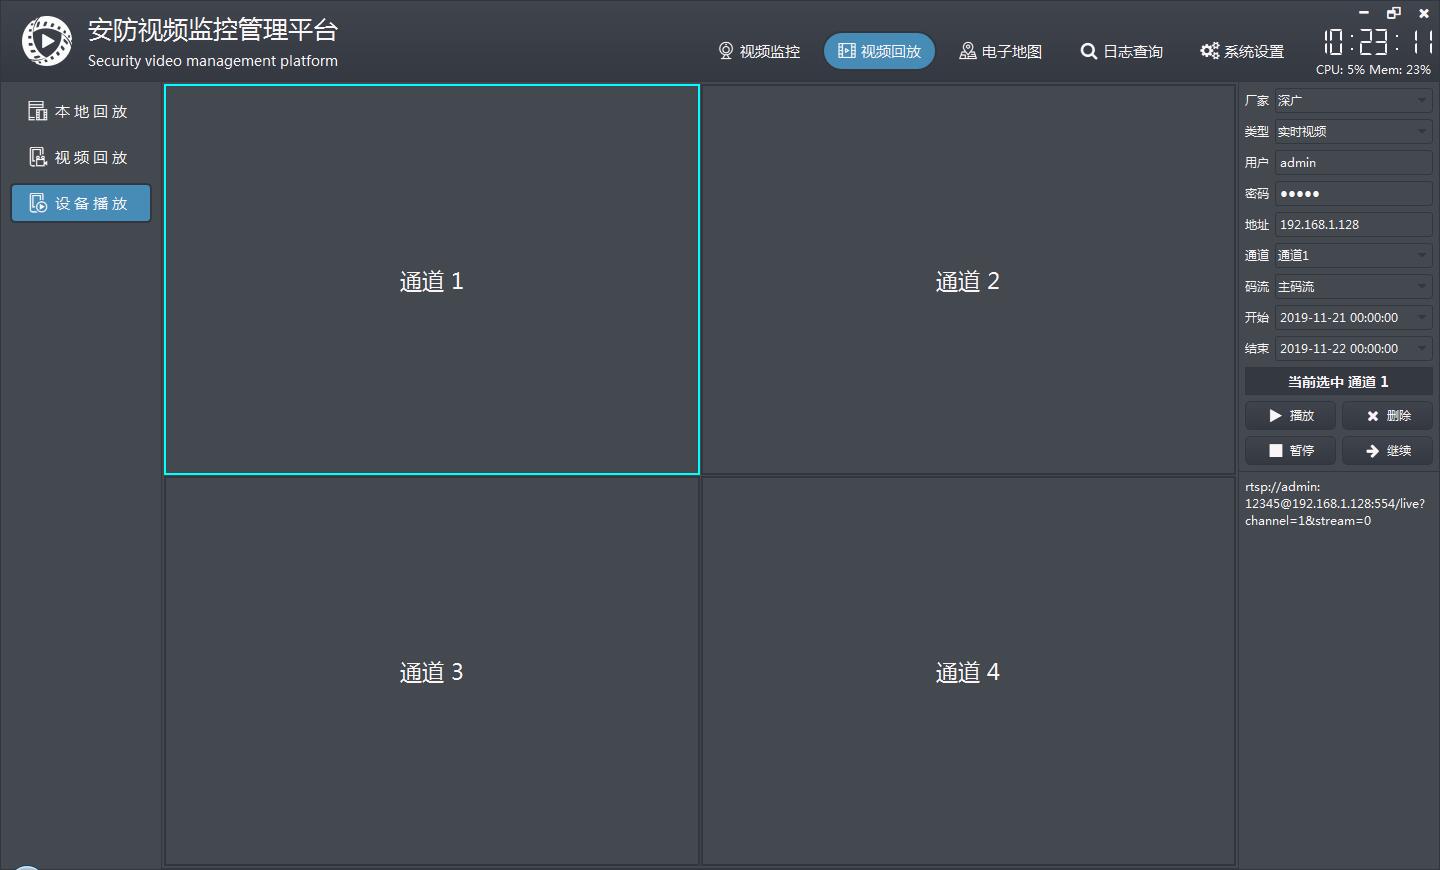 安防视频监控管理平台
Security video management platform
视频监控
视频回放
电子地图
日志查询
系统设置
10:23:11
CPU: 5% Mem: 23%
本地回放
视频回放
设备播放
通道 1
通道 2
通道 3
通道 4
厂家 深广
类型 实时视频
用户 admin
密码 ●●●●●
地址 192.168.1.128
通道 通道1
码流 主码流
开始 2019-11-21 00:00:00
结束 2019-11-22 00:00:00
当前选中 通道 1
播放 删除
暂停 继续
rtsp://admin:
12345@192.168.1.128:554/live?
channel=1&stream=0